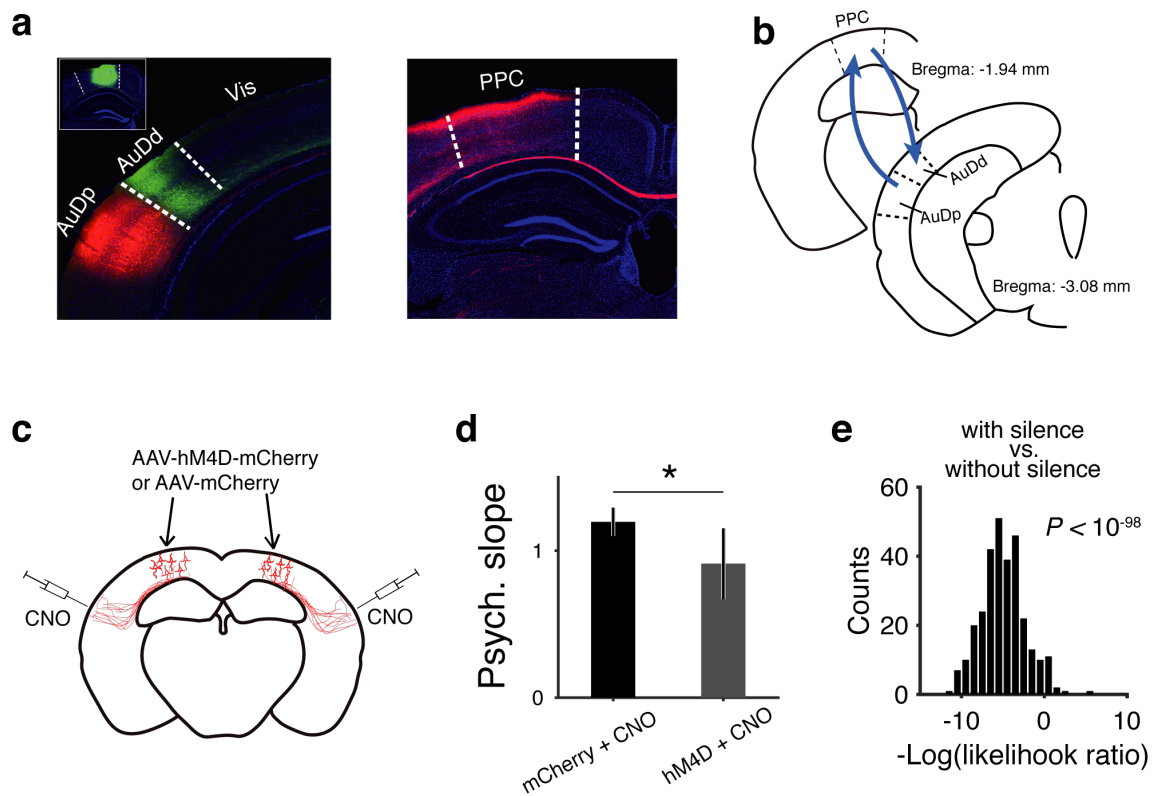 a
Vis
AuDd
AuDp
PPC
b
PPC
Bregma: -1.94 mm
AuDd
AuDp
Bregma: -3.08 mm
c
AAV-hM4D-mCherry
or AAV-mCherry
CNO
CNO
d
Psych. slope
1
0
*
mCherry + CNO
hM4D + CNO
e
with silence
vs.
without silence
P < 10-98
Counts
60
40
20
0
-10 0 10
-Log(likelihook ratio)